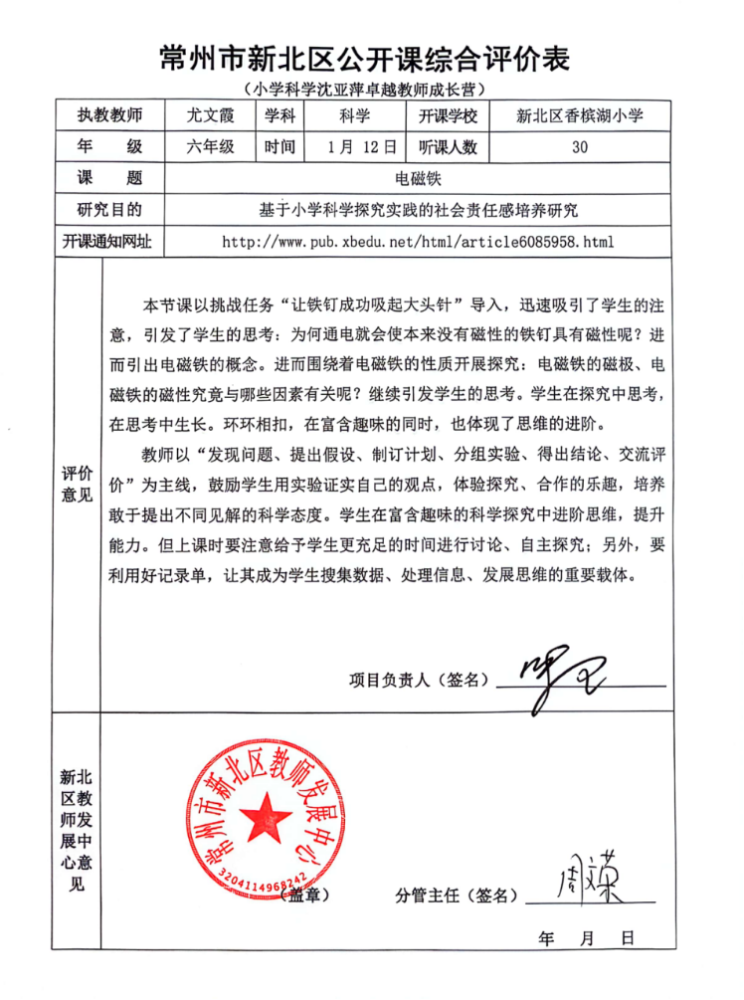 常州市新北区公开课综合评价表
（小学科学沈亚萍卓越教师成长营）
执教教师 尤文霞 学科 科学 开课学校 新北区香槟湖小学
年 级 六年级 时间 1月 12日 听课人数 30
课 题 电磁铁
研究目的 基于小学科学探究实践的社会责任感培养研究
开课通知网址 http://www.pub.xbedu.net/html/article6085958.html
本节课以挑战任务“让铁钉成功吸起大头针”导入，迅速吸引了学生的注
意，引发了学生的思考：为何通电就会使本来没有磁性的铁钉具有磁性呢？进
而引出电磁铁的概念。进而围绕着电磁铁的性质开展探究：电磁铁的磁极、电
磁铁的磁性究竟与哪些因素有关呢？继续引发学生的思考。学生在探究中思考，
在思考中生长。环环相扣，在富含趣味的同时，也体现了思维的进阶。
教师以“发现问题、提出假设、制订计划、分组实验、得出结论、交流评
价”为主线，鼓励学生用实验证实自己的观点，体验探究、合作的乐趣，培养
敢于提出不同见解的科学态度。学生在富含趣味的科学探究中进阶思维，提升
能力。但上课时要注意给予学生更充足的时间进行讨论、自主探究；另外，要
利用好记录单，让其成为学生搜集数据、处理信息、发展思维的重要载体。
评价
意见
项目负责人（签名）
新北
区教
师发
展中
心意
见
常州市新北区教师发展中心
3204114968242
（盖章）
分管主任（签名） 周文荣
年 月 日